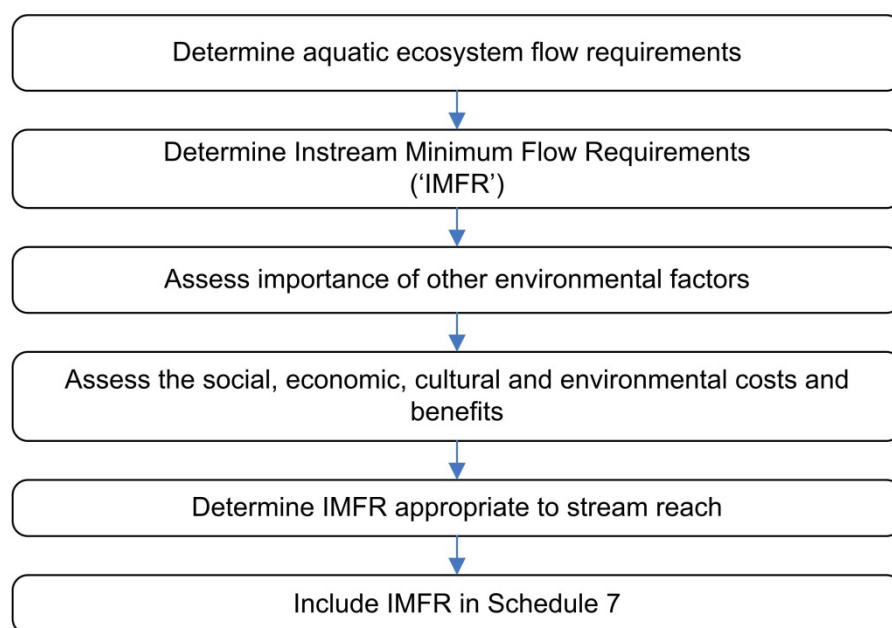 Determine aquatic ecosystem flow requirements
Determine Instream Minimum Flow Requirements
(‘IMFR’)
Assess importance of other environmental factors
Assess the social, economic, cultural and environmental costs and
benefits
Determine IMFR appropriate to stream reach
Include IMFR in Schedule 7